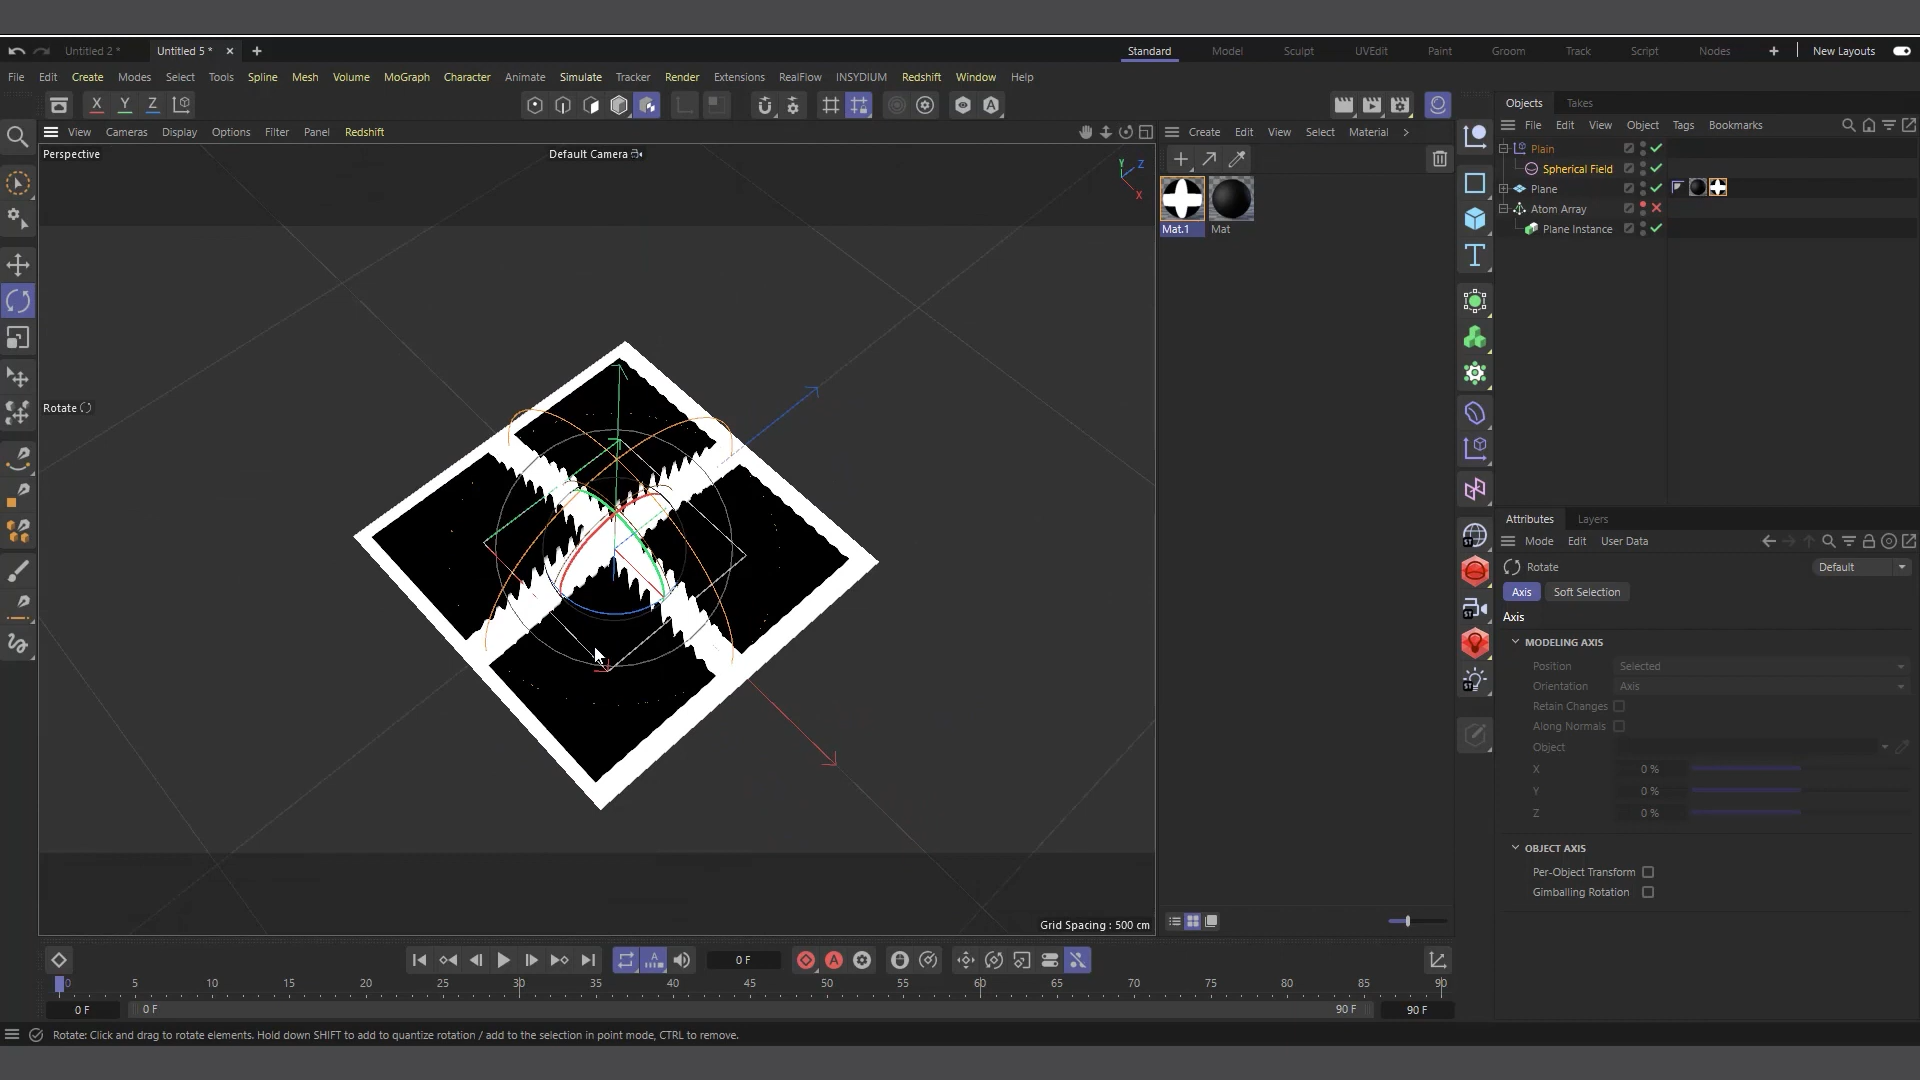 Untitled 2 *
Untitled 5 *
Standard
Model
Sculpt
UVEdit
Paint
Groom
Track
Script
Nodes
New Layouts
File Edit Create Modes Select Tools Spline Mesh Volume MoGraph Character Animate Simulate Tracker Render Extensions RealFlow INSYDIUM Redshift Window Help
X Y Z
Objects Takes
View Cameras Display Options Filter Panel Redshift
Create Edit View Select Material
File Edit View Object Tags Bookmarks
Perspective
Default Camera
Y
Z
X
Plain
Spherical Field
Plane
Atom Array
Plane Instance
Mat.1
Mat
Rotate
Attributes Layers
Mode Edit User Data
Rotate
Default
Axis
Soft Selection
Axis
MODELING AXIS
Position Selected
Orientation Axis
Retain Changes
Along Normals
Object
X 0 %
Y 0 %
Z 0 %
OBJECT AXIS
Per-Object Transform
Gimballing Rotation
Grid Spacing : 500 cm
0 F
0 5 10 15 20 25 30 35 40 45 50 55 60 65 70 75 80 85 90
0 F
0 F
90 F
90 F
Rotate: Click and drag to rotate elements. Hold down SHIFT to add to quantize rotation / add to the selection in point mode, CTRL to remove.